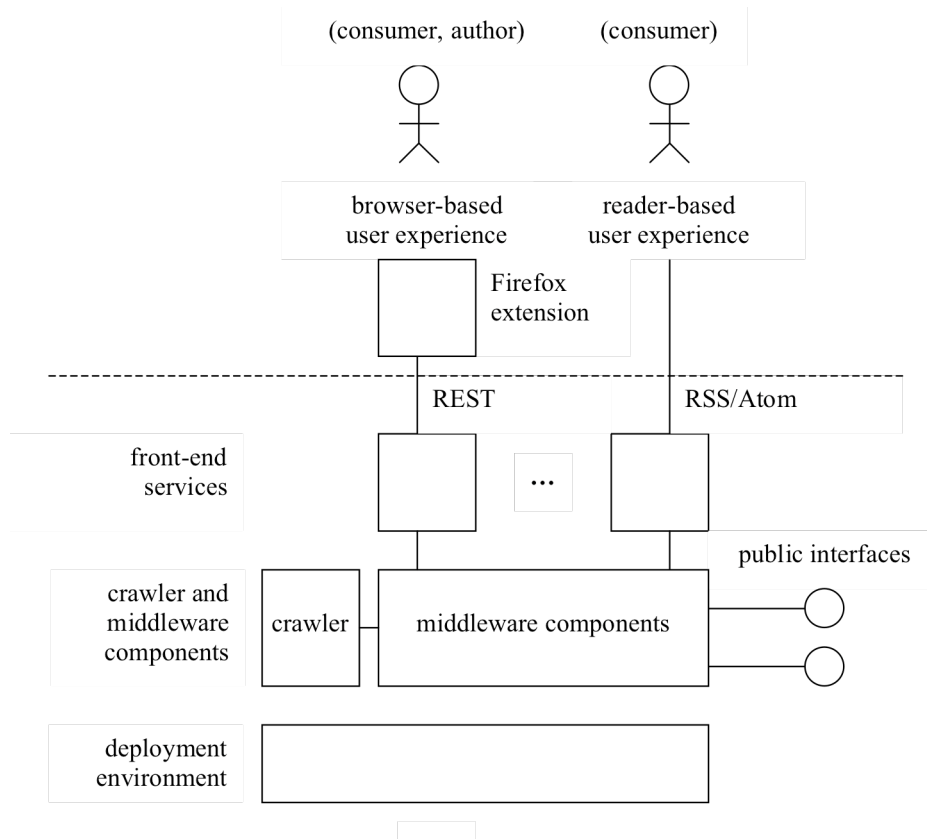 (consumer, author)
(consumer)
browser-based
user experience
reader-based
user experience
Firefox
extension
REST
RSS/Atom
front-end
services
...
public interfaces
crawler and
middleware
components
crawler
middleware components
deployment
environment